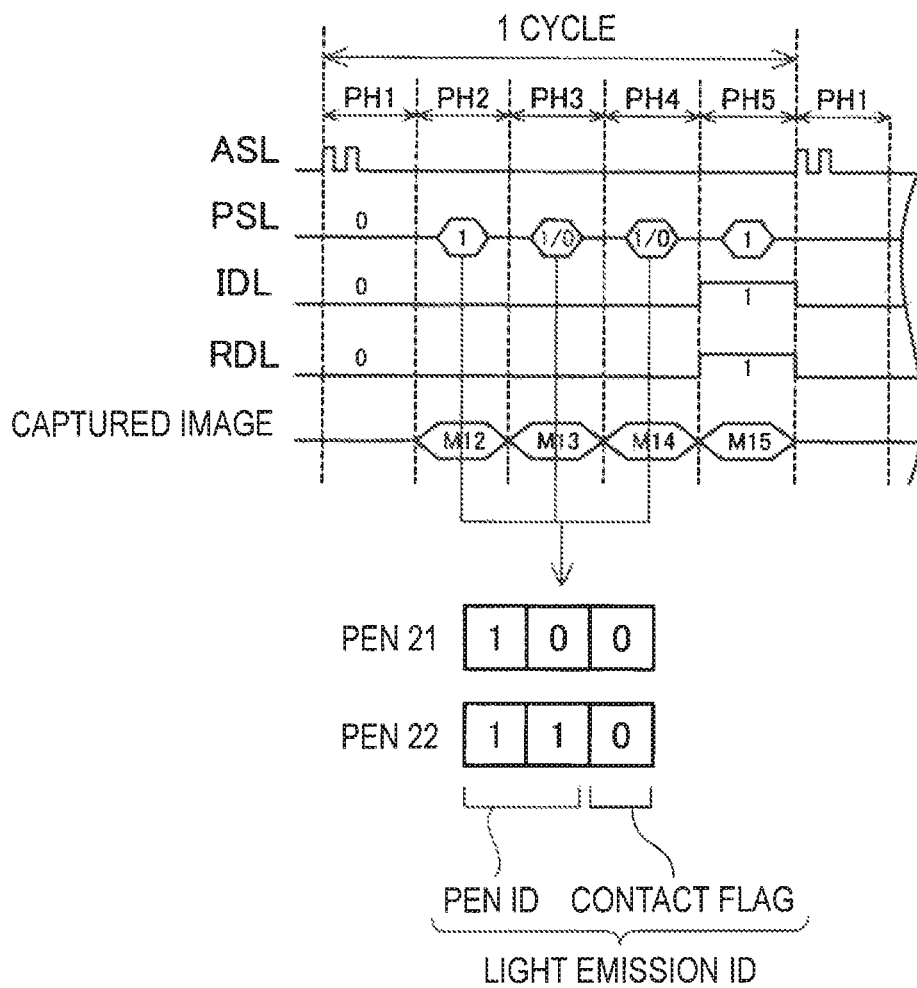 1 CYCLE
PH1 PH2 PH3 PH4 PH5 PH1
ASL
PSL 0 1 1/0 1/0 1
IDL 0 1
RDL 0 1
CAPTURED IMAGE M12 M13 M14 M15
PEN 21 1 0 0
PEN 22 1 1 0
PEN ID CONTACT FLAG
LIGHT EMISSION ID